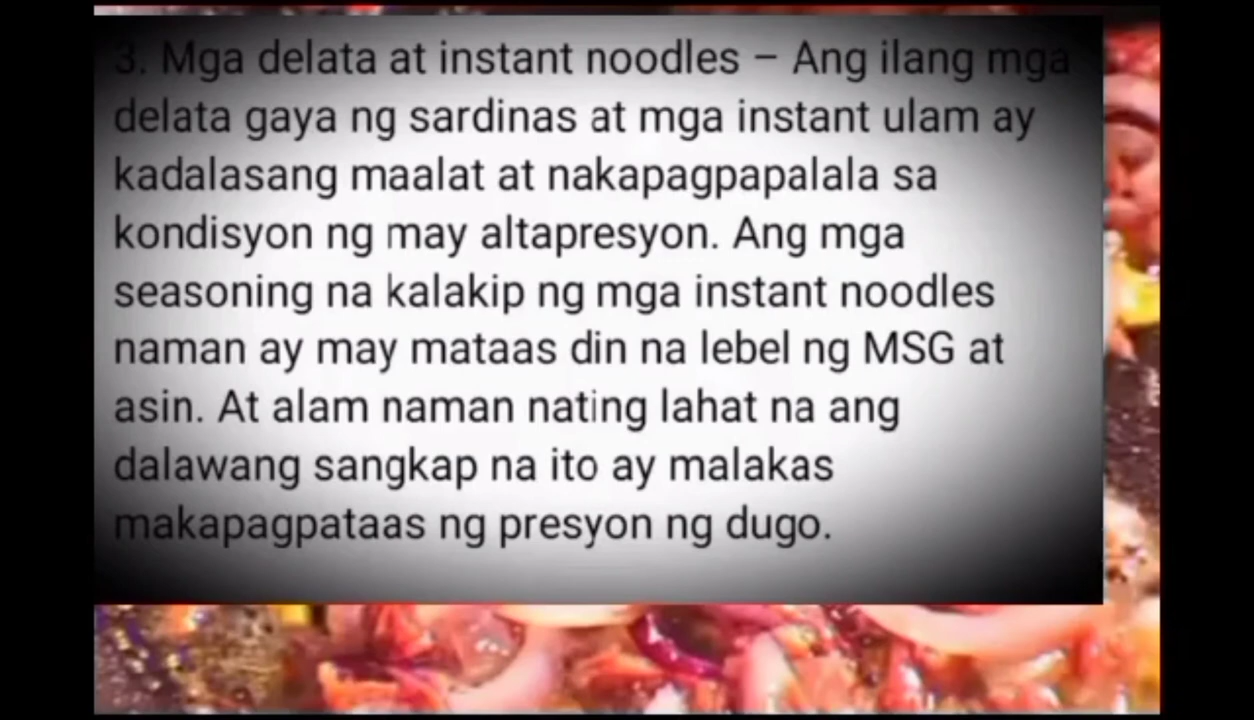 3. Mga delata at instant noodles – Ang ilang mga
delata gaya ng sardinas at mga instant ulam ay
kadalasang maalat at nakapagpapalala sa
kondisyon ng may altapresyon. Ang mga
seasoning na kalakip ng mga instant noodles
naman ay may mataas din na lebel ng MSG at
asin. At alam naman nating lahat na ang
dalawang sangkap na ito ay malakas
makapagpataas ng presyon ng dugo.